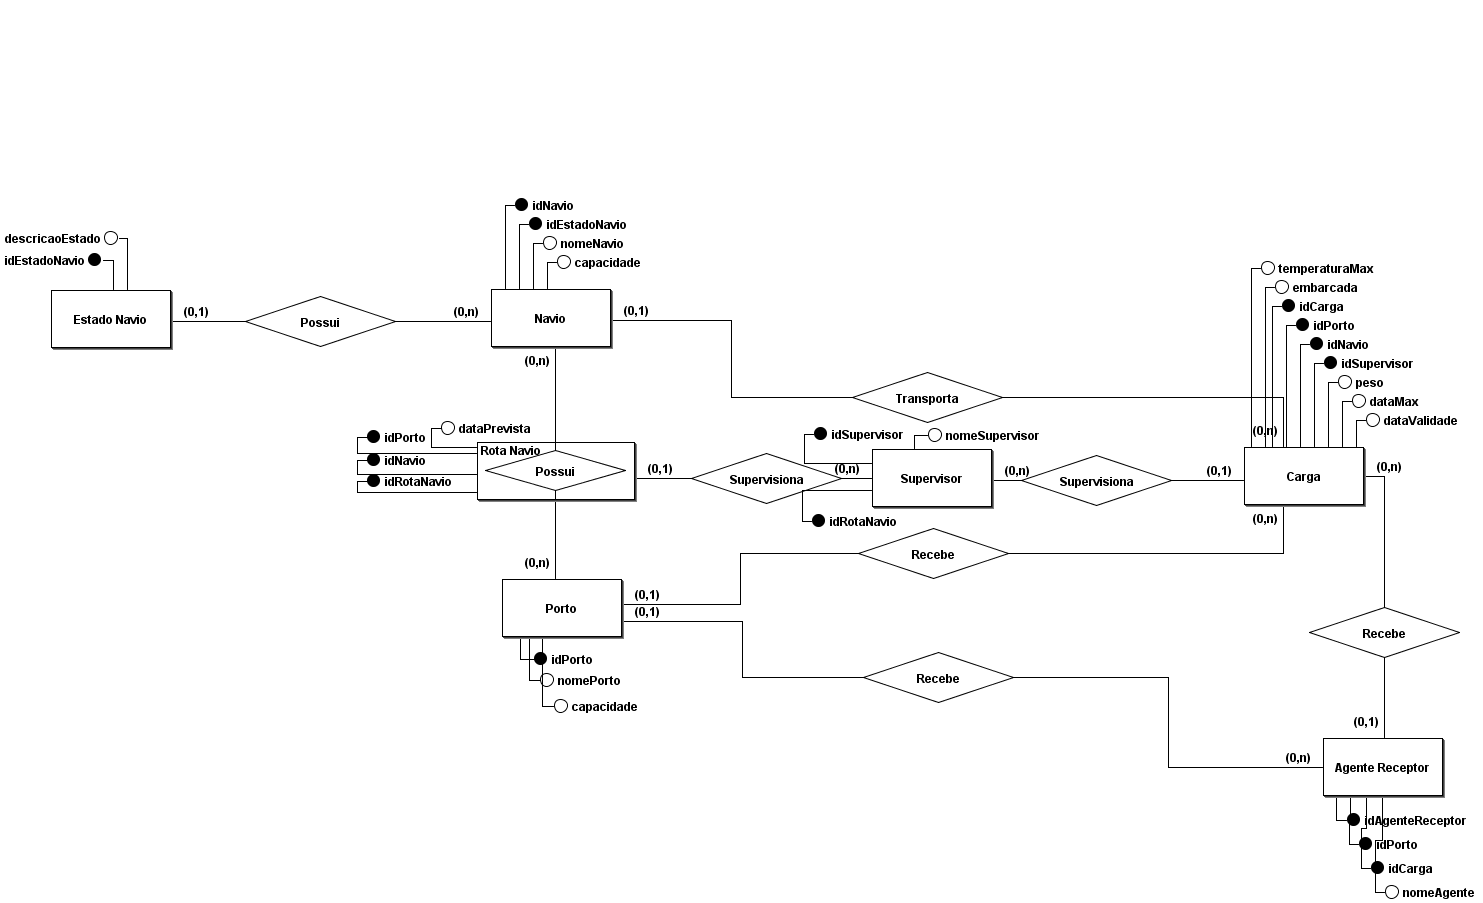 idNavio
idEstadoNavio
nomeNavio
capacidade
descricaoEstado
idEstadoNavio
Estado Navio
(0,1)
Possui
(0,n)
Navio
(0,1)
(0,n)
temperaturaMax
embarcada
idCarga
idPorto
idNavio
idSupervisor
peso
dataMax
dataValidade
Transporta
(0,n)
idPorto
dataPrevista
idNavio
idRotaNavio
Rota Navio
Possui
(0,1)
Supervisiona
(0,n)
idSupervisor
nomeSupervisor
Supervisor
idRotaNavio
(0,n)
Supervisiona
(0,1)
Carga
(0,n)
(0,n)
Recebe
(0,n)
Porto
(0,1)
(0,1)
idPorto
nomePorto
capacidade
Recebe
Recebe
(0,1)
(0,n)
Agente Receptor
idAgenteReceptor
idPorto
idCarga
nomeAgente